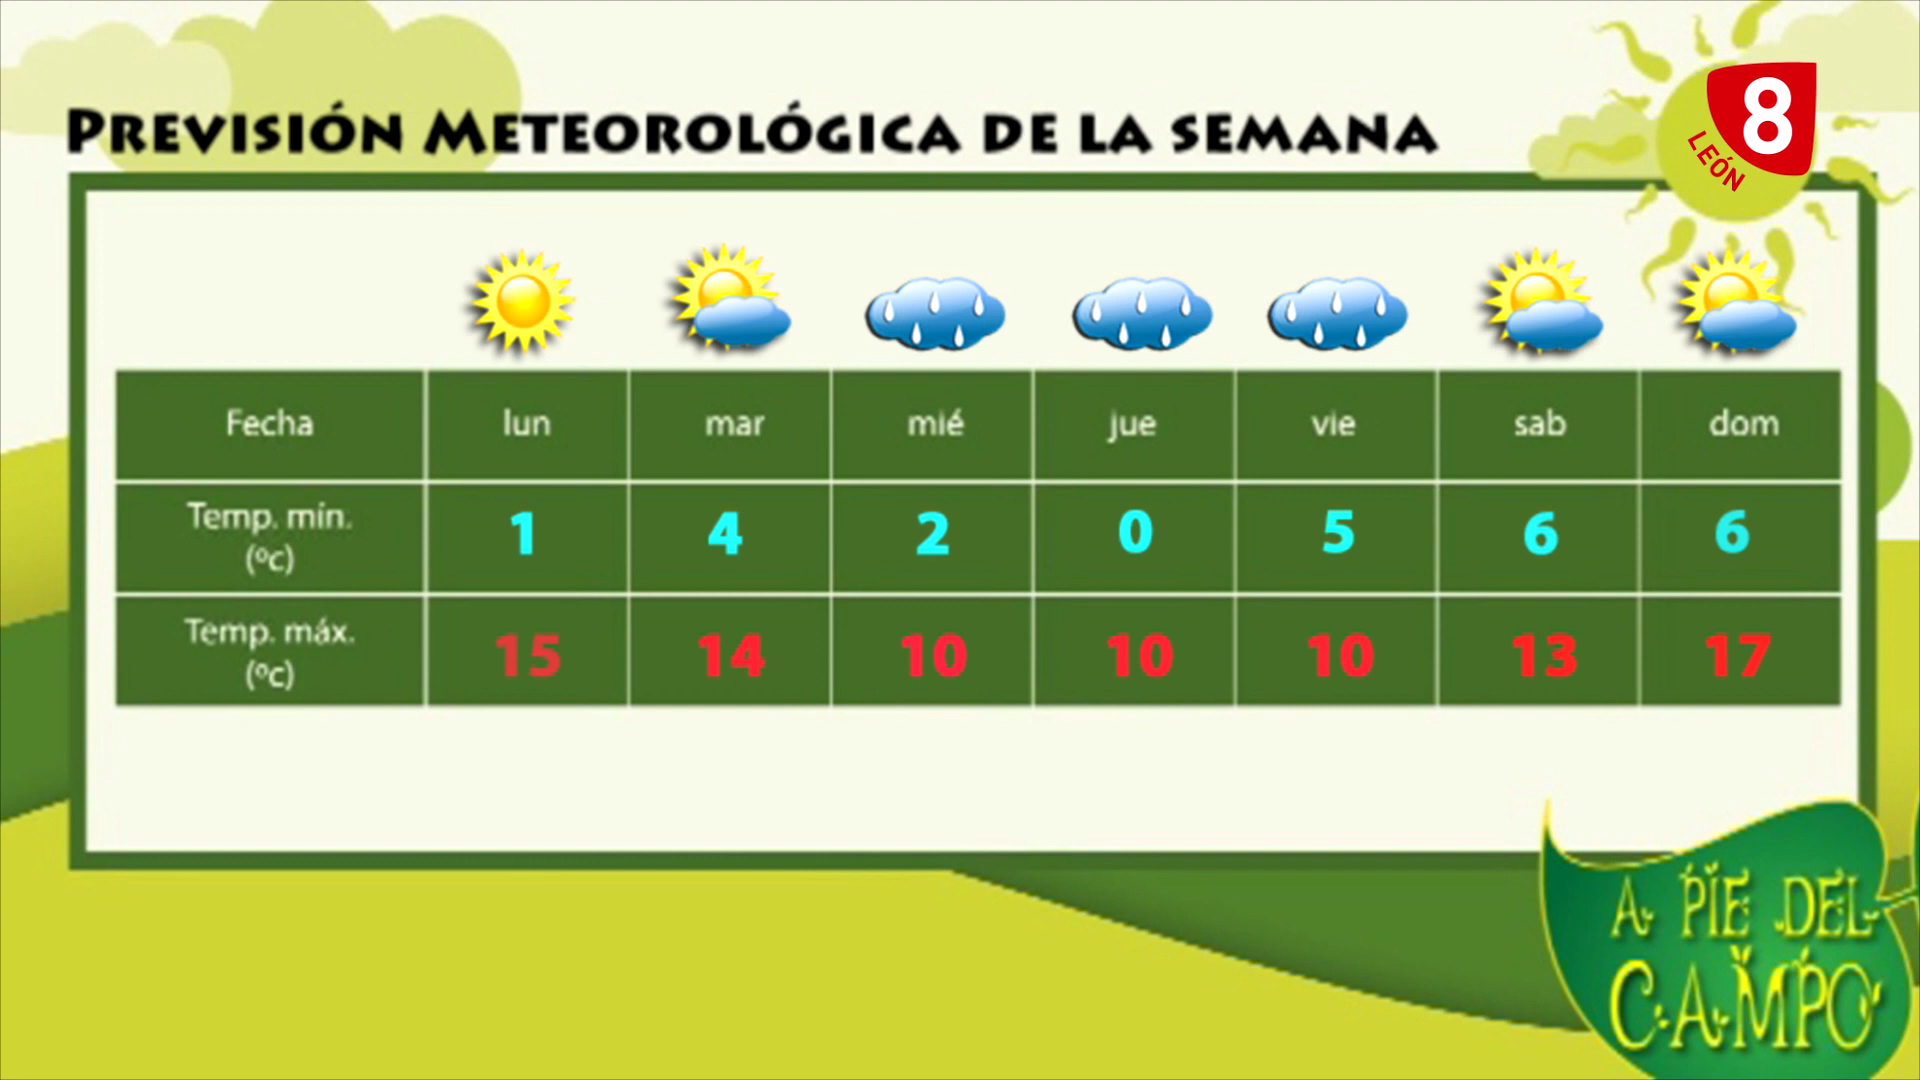 PREVISIÓN METEOROLÓGICA DE LA SEMANA
8
LEÓN
Fecha lun mar mié jue vie sab dom
Temp. mín.
(ºc)
1 4 2 0 5 6 6
Temp. máx.
(ºc)
15 14 10 10 10 13 17
A PIE DEL
CAMPO